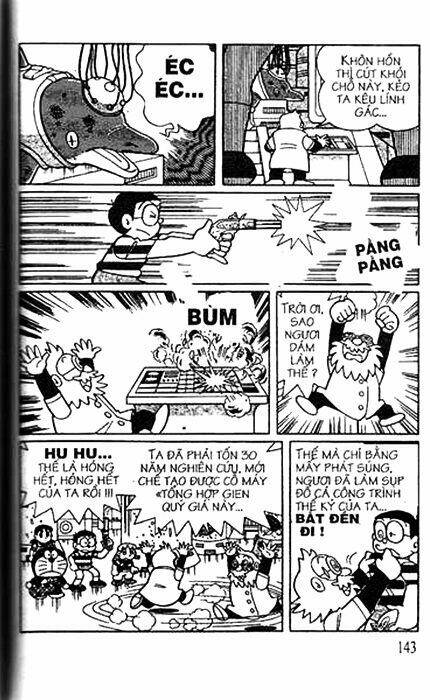 ÉC
ÉC...
KHÔN HỒN
THÌ CÚT KHỎI
CHỖ NÀY, KẺO
TA KÊU LÍNH
GÁC...
PẰNG
PẰNG
BÙM
TRỜI ƠI,
SAO
NGƯƠI
DÁM
LÀM
THẾ ?
HU HU...
THẾ LÀ HỎNG
HẾT, HỎNG HẾT
CỦA TA RỒI !!!
TA ĐÃ PHẢI TỐN 30
NĂM NGHIÊN CỨU, MỚI
CHẾ TẠO ĐƯỢC CỖ MÁY
«TỔNG HỢP GIEN
QUÝ GIÁ NÀY...
THẾ MÀ CHỈ BẰNG
MẤY PHÁT SÚNG,
NGƯƠI ĐÃ LÀM SỤP
ĐỔ CẢ CÔNG TRÌNH
THẾ KỶ CỦA TA...
BẮT ĐỀN
ĐI !
143